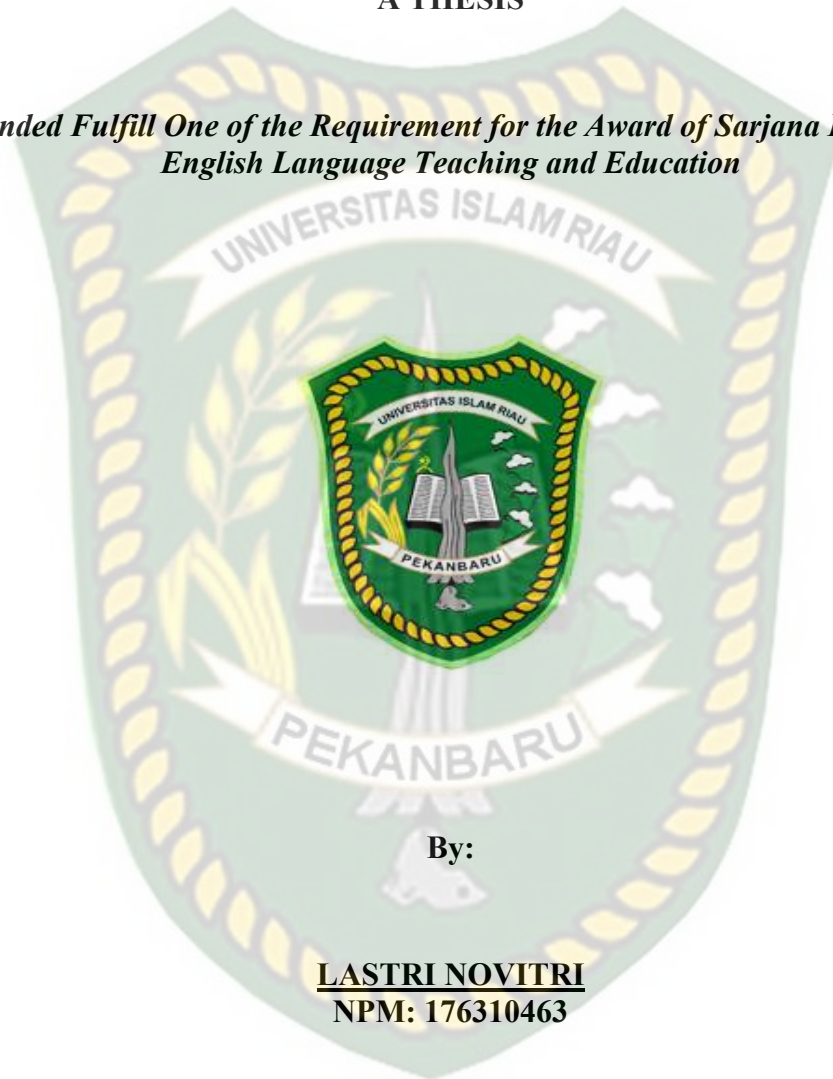 A THESIS
nded Fulfill One of the Requirement for the Award of Sarjana
English Language Teaching and Education
UNIVERSITAS ISLAM RIAU
UNIVERSITAS ISLAM RIAU
PEKANBARU
PEKANBARU
By:
LASTRI NOVITRI
NPM: 176310463